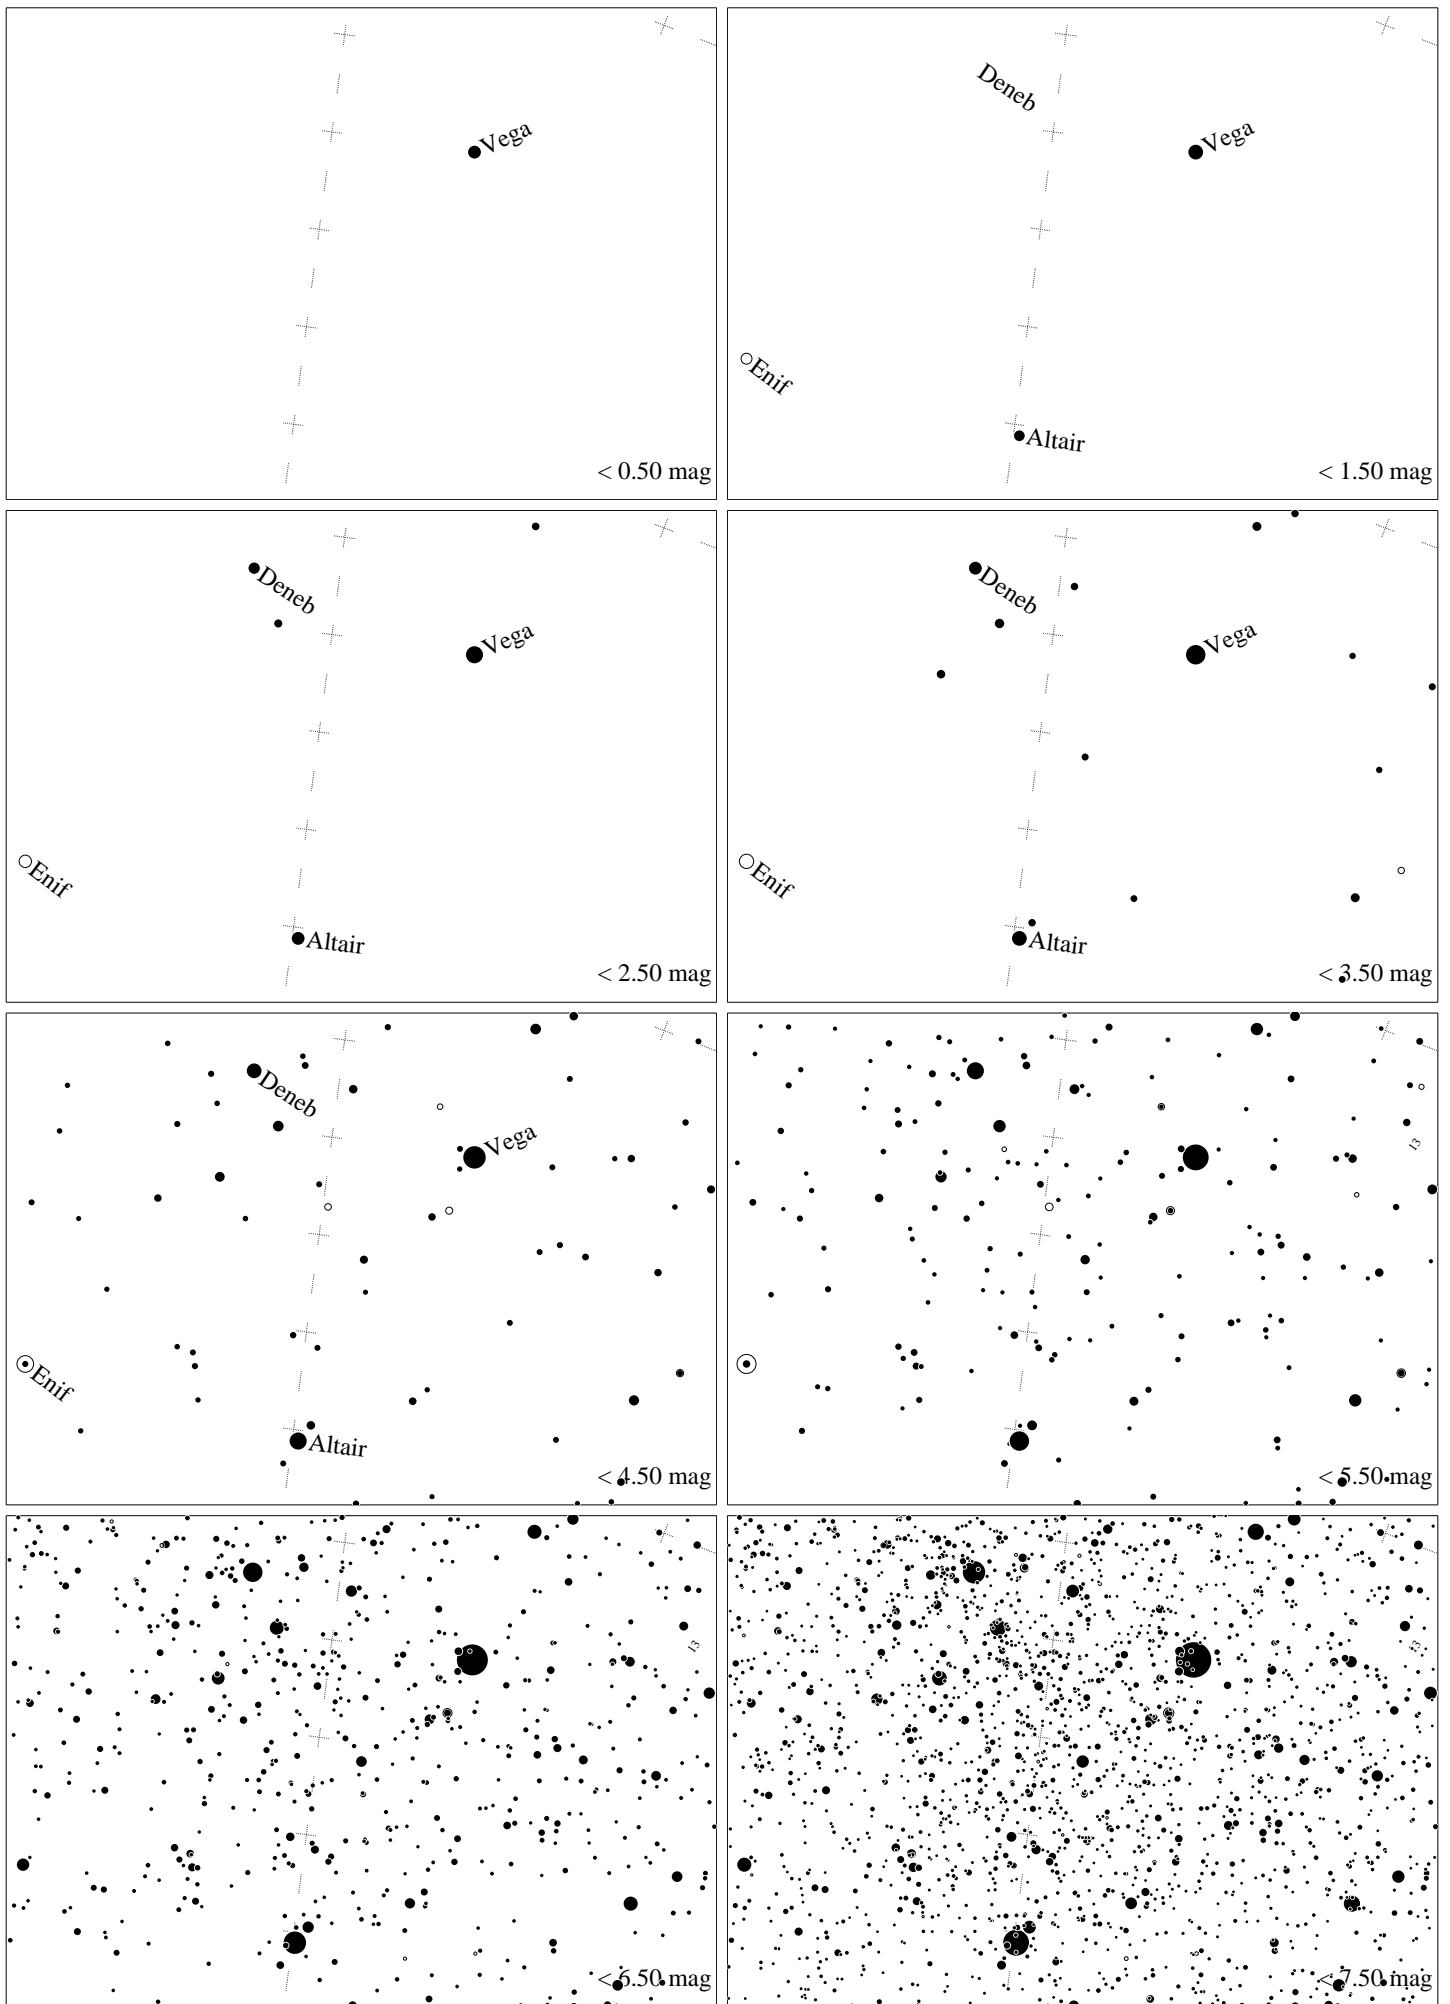 Vega
< 0.50 mag
Deneb
Vega
Enif
Altair
< 1.50 mag
Deneb
Vega
Enif
Altair
< 2.50 mag
Deneb
Vega
Enif
Altair
< 3.50 mag
Deneb
Vega
Enif
Altair
< 4.50 mag
13
< 5.50 mag
13
< 6.50 mag
13
< 7.50 mag